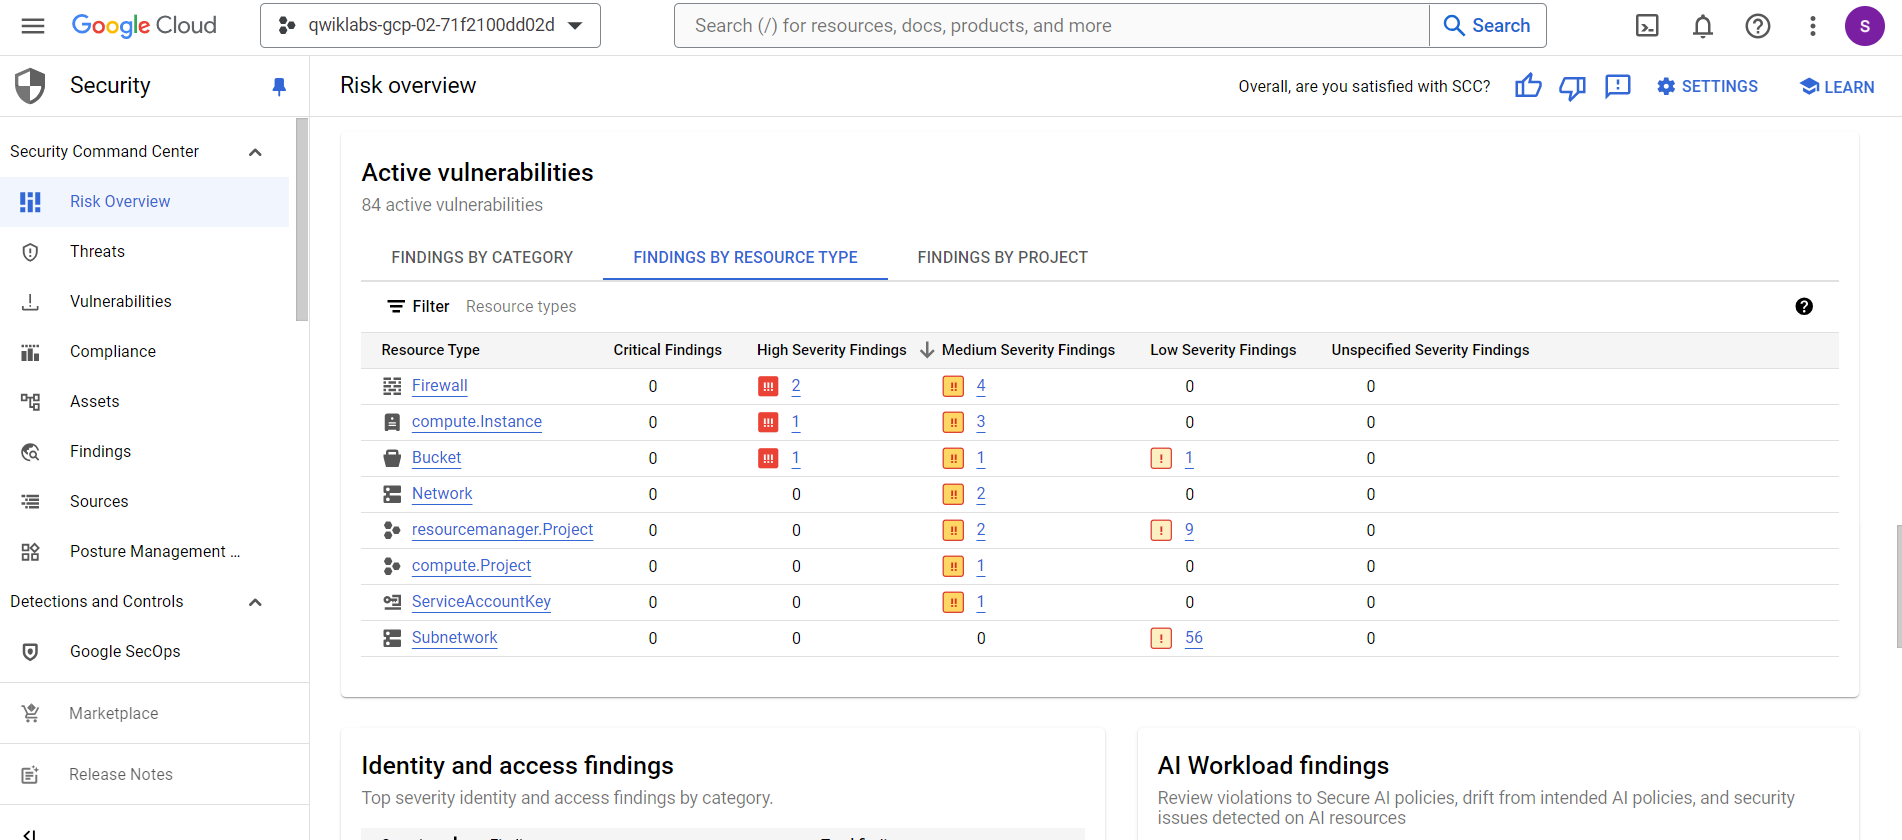 Google Cloud
qwiklabs-gcp-02-71f2100dd02d
Search (/) for resources, docs, products, and more
Search
S
Security
Risk overview
Overall, are you satisfied with SCC?
SETTINGS
LEARN
Security Command Center
Risk Overview
Threats
Vulnerabilities
Compliance
Assets
Findings
Sources
Posture Management ...
Detections and Controls
Google SecOps
Marketplace
Release Notes
Active vulnerabilities
84 active vulnerabilities
FINDINGS BY CATEGORY FINDINGS BY RESOURCE TYPE FINDINGS BY PROJECT
Filter Resource types
Resource Type Critical Findings High Severity Findings Medium Severity Findings Low Severity Findings Unspecified Severity Findings
Firewall 0 2 4 0 0
compute.Instance 0 1 3 0 0
Bucket 0 1 1 1 0
Network 0 0 2 0 0
resourcemanager.Project 0 0 2 9 0
compute.Project 0 0 1 0 0
ServiceAccountKey 0 0 1 0 0
Subnetwork 0 0 0 56 0
Identity and access findings
Top severity identity and access findings by category.
AI Workload findings
Review violations to Secure AI policies, drift from intended AI policies, and security
issues detected on AI resources